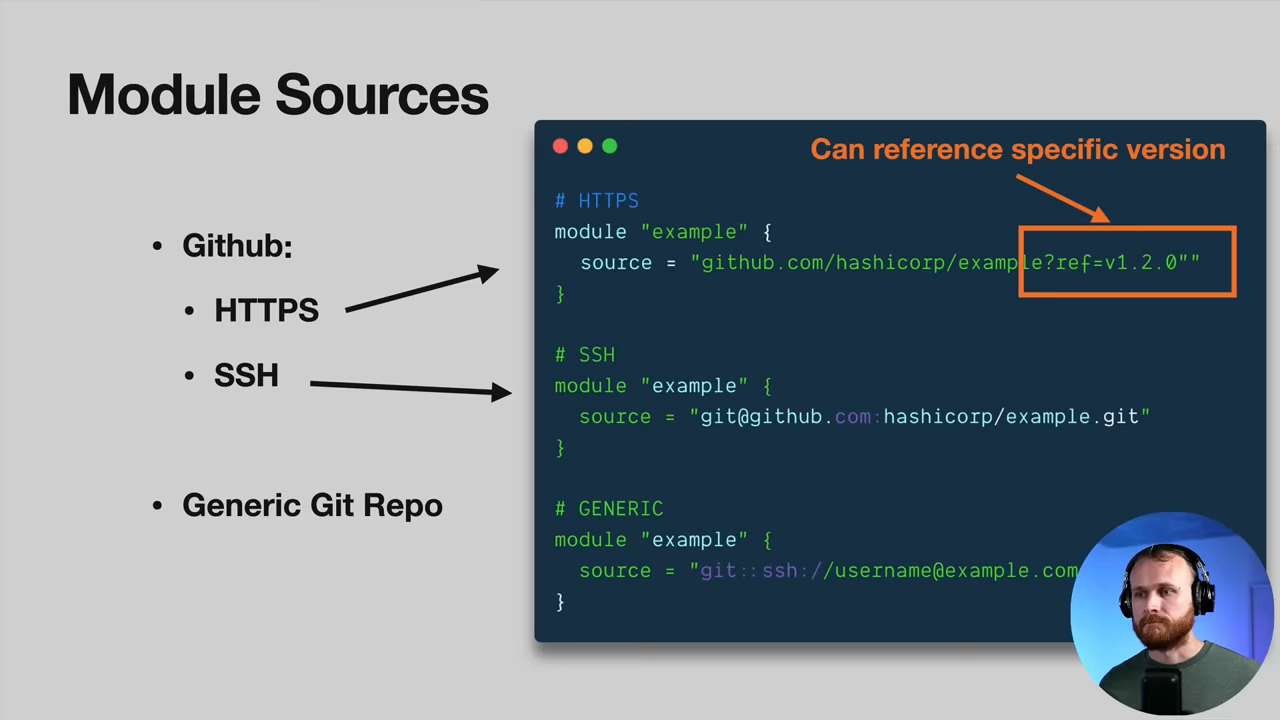 Module Sources
• Github:
• HTTPS
• SSH
• Generic Git Repo
Can reference specific version
# HTTPS
module "example" {
source = "github.com/hashicorp/example?ref=v1.2.0""
}
# SSH
module "example" {
source = "git@github.com:hashicorp/example.git"
}
# GENERIC
module "example" {
source = "git::ssh://username@example.com
}